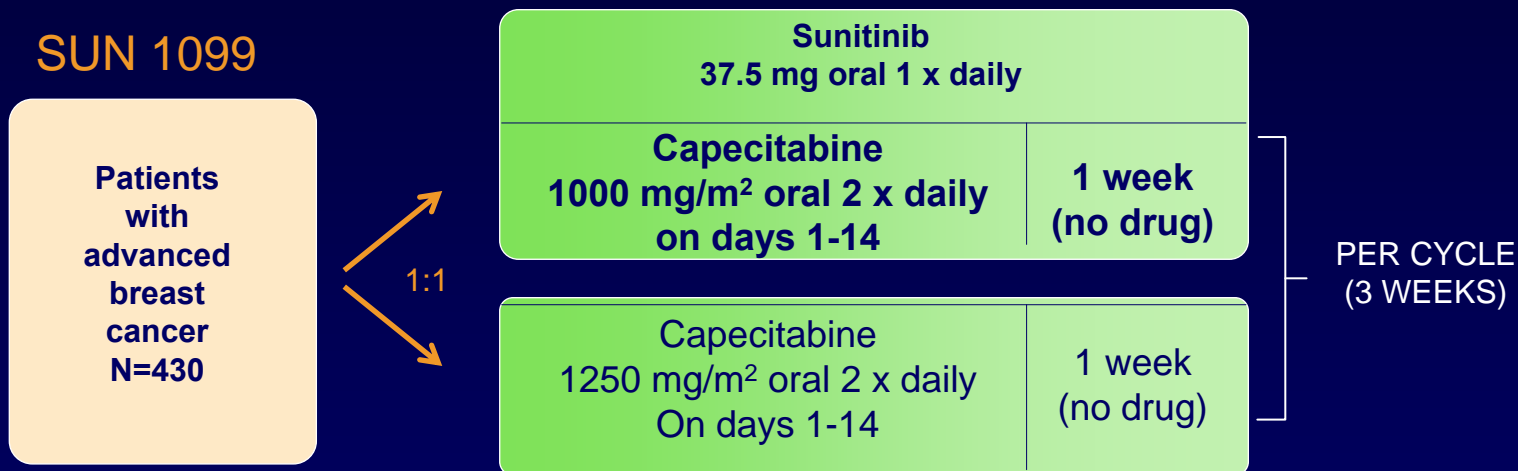 SUN 1099
Patients
with
advanced
breast
cancer
N=430
1:1
Sunitinib
37.5 mg oral 1 x daily
Capecitabine
1000 mg/m² oral 2 x daily
on days 1-14
1 week
(no drug)
Capecitabine
1250 mg/m² oral 2 x daily
On days 1-14
1 week
(no drug)
PER CYCLE
(3 WEEKS)